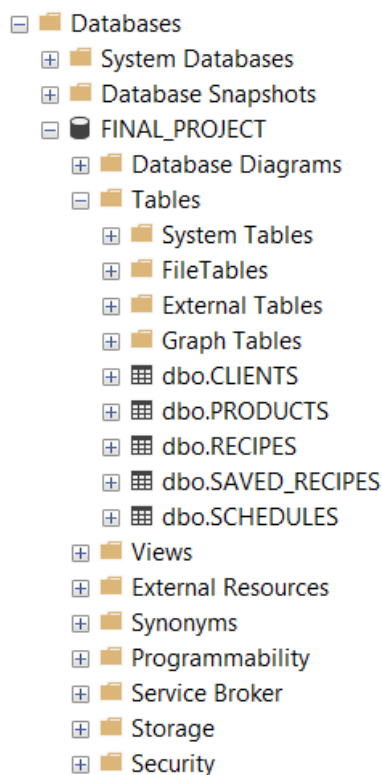 Databases
System Databases
Database Snapshots
FINAL_PROJECT
Database Diagrams
Tables
System Tables
FileTables
External Tables
Graph Tables
dbo.CLIENTS
dbo.PRODUCTS
dbo.RECIPES
dbo.SAVED_RECIPES
dbo.SCHEDULES
Views
External Resources
Synonyms
Programmability
Service Broker
Storage
Security